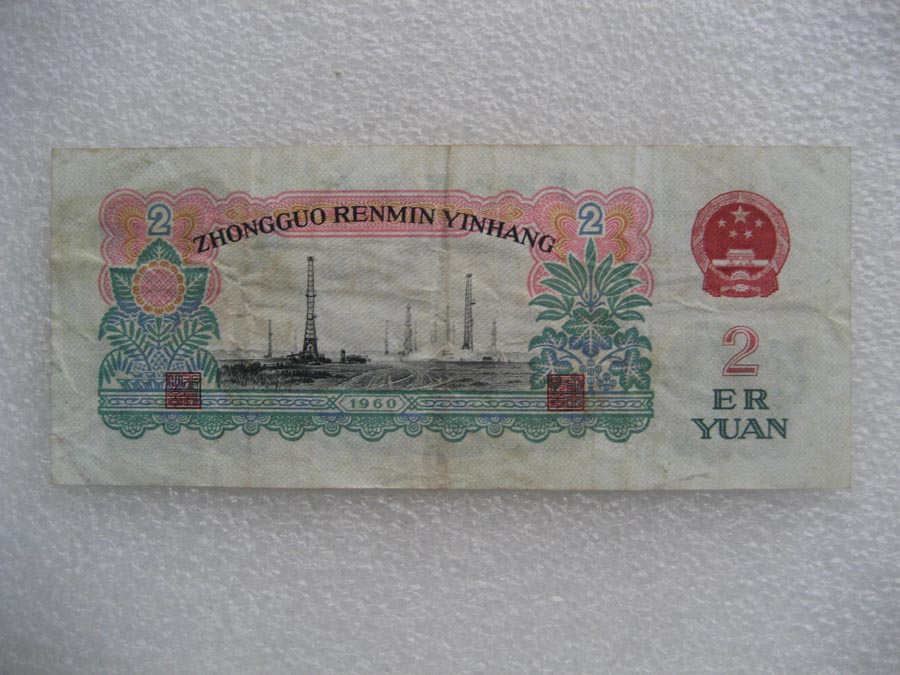 2
ZHONGGUO RENMIN YINHANG
2
1960
2
ER
YUAN